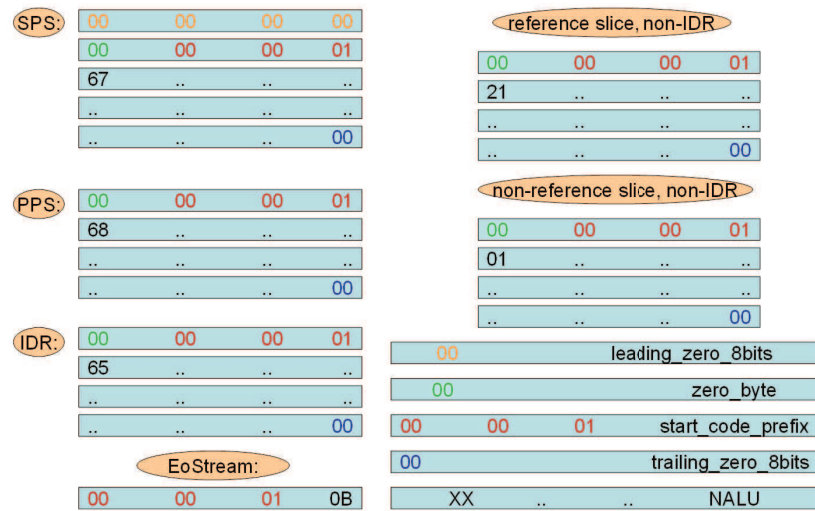 SPS:
00 00 00 00
00 00 00 01
67 .. .. ..
.. .. .. ..
.. .. .. 00
PPS:
00 00 00 01
68 .. .. ..
.. .. .. ..
.. .. .. 00
IDR:
00 00 00 01
65 .. .. ..
.. .. .. ..
.. .. .. 00
EoStream:
00 00 01 0B
reference slice, non-IDR
00 00 00 01
21 .. .. ..
.. .. .. ..
.. .. .. 00
non-reference slice, non-IDR
00 00 00 01
01 .. .. ..
.. .. .. ..
.. .. .. 00
00 leading_zero_8bits
00 zero_byte
00 00 01 start_code_prefix
00 trailing_zero_8bits
XX .. .. NALU